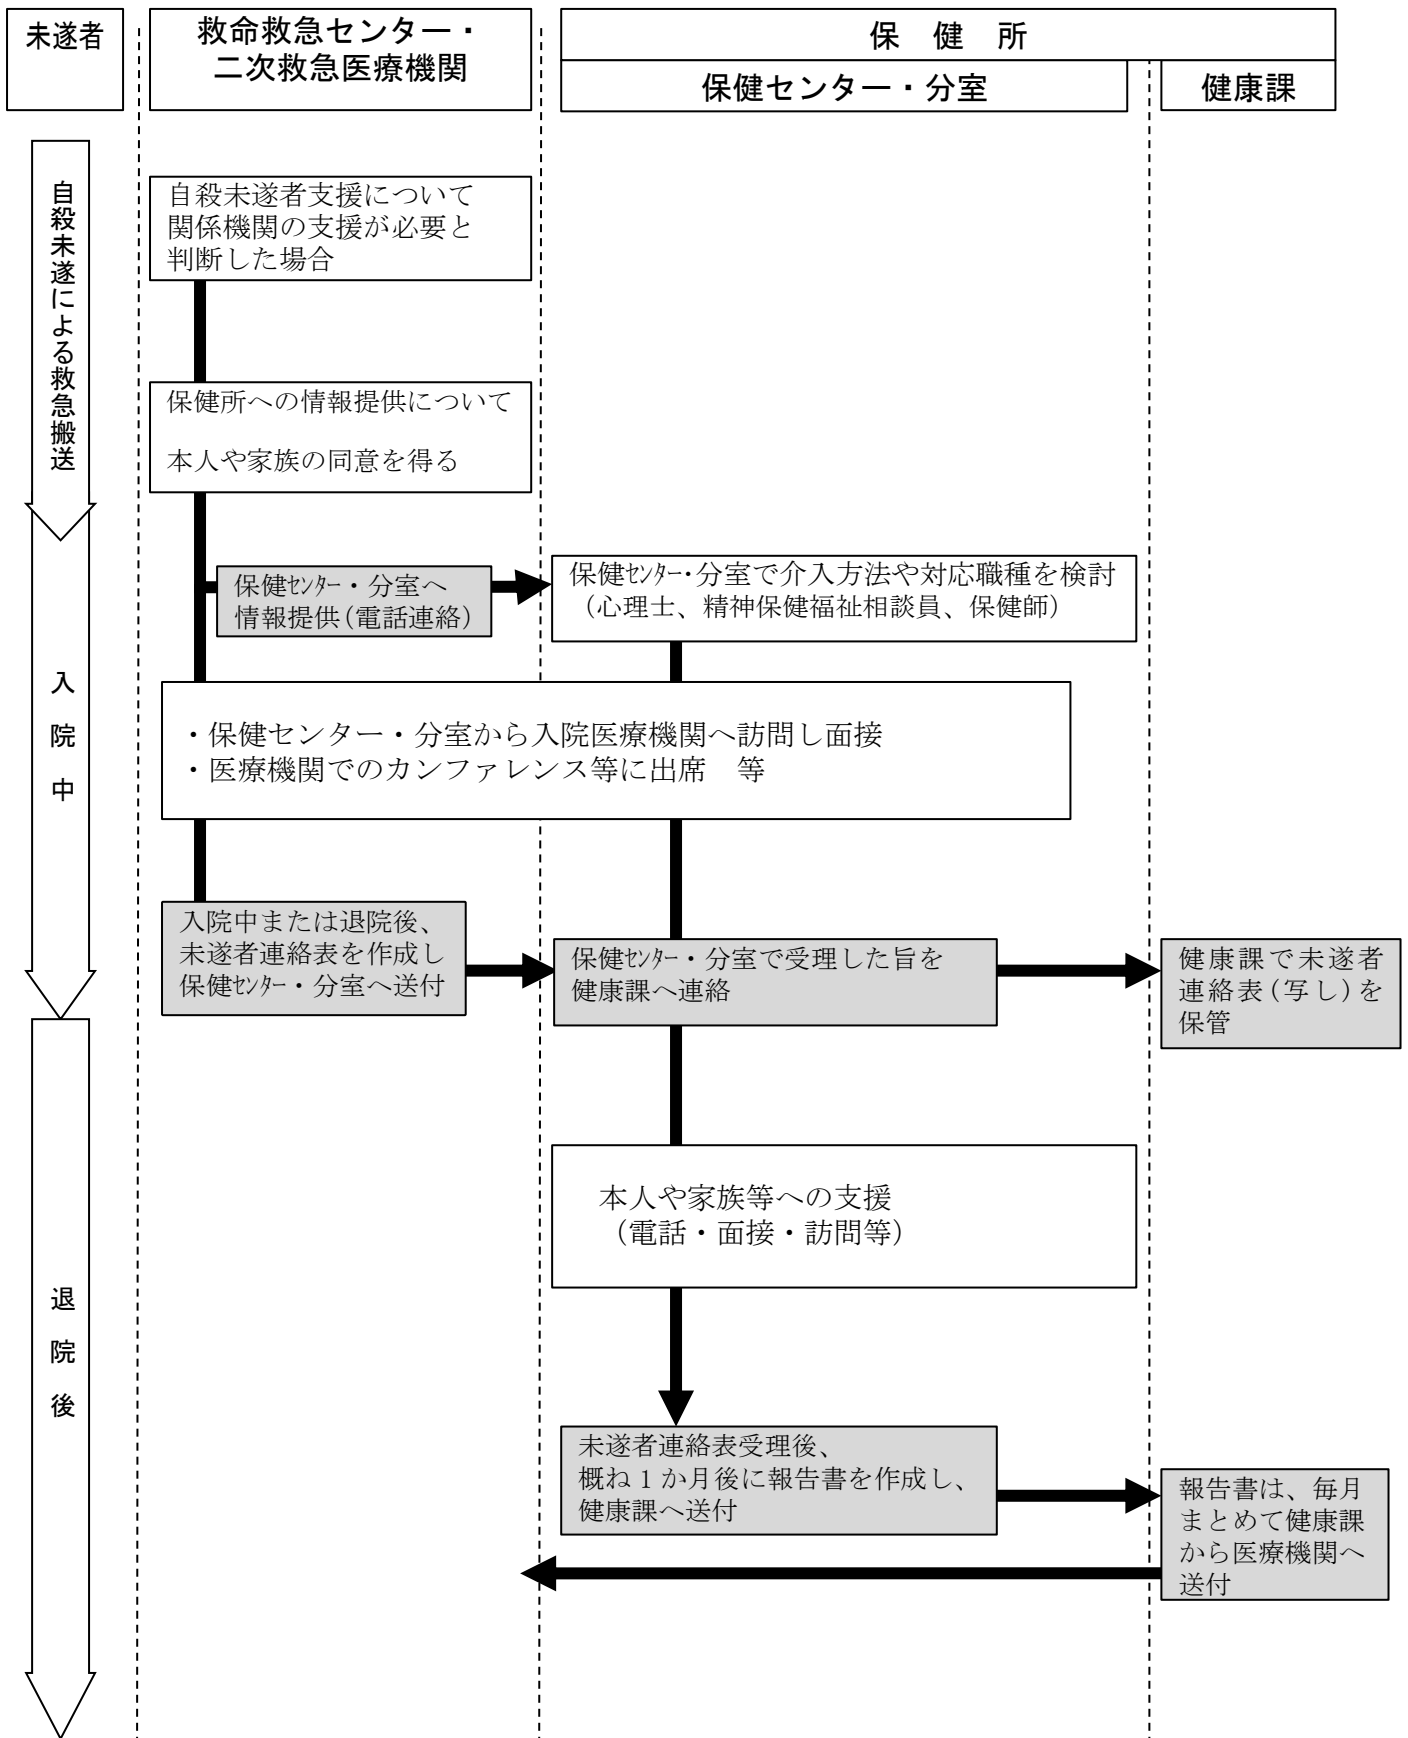 未遂者
救命救急センター・
二次救急医療機関
保　健　所
保健センター・分室
健康課
自殺未遂による救急搬送
自殺未遂者支援について
関係機関の支援が必要と
判断した場合
保健所への情報提供について
本人や家族の同意を得る
保健ｾﾝﾀｰ・分室へ
情報提供(電話連絡)
保健ｾﾝﾀｰ・分室で介入方法や対応職種を検討
（心理士、精神保健福祉相談員、保健師）
入院中
・保健センター・分室から入院医療機関へ訪問し面接
・医療機関でのカンファレンス等に出席　等
入院中または退院後、
未遂者連絡表を作成し
保健ｾﾝﾀｰ・分室へ送付
保健ｾﾝﾀｰ・分室で受理した旨を
健康課へ連絡
健康課で未遂者
連絡表(写し)を
保管
本人や家族等への支援
（電話・面接・訪問等）
退院後
未遂者連絡表受理後、
概ね１か月後に報告書を作成し、
健康課へ送付
報告書は、毎月
まとめて健康課
から医療機関へ
送付